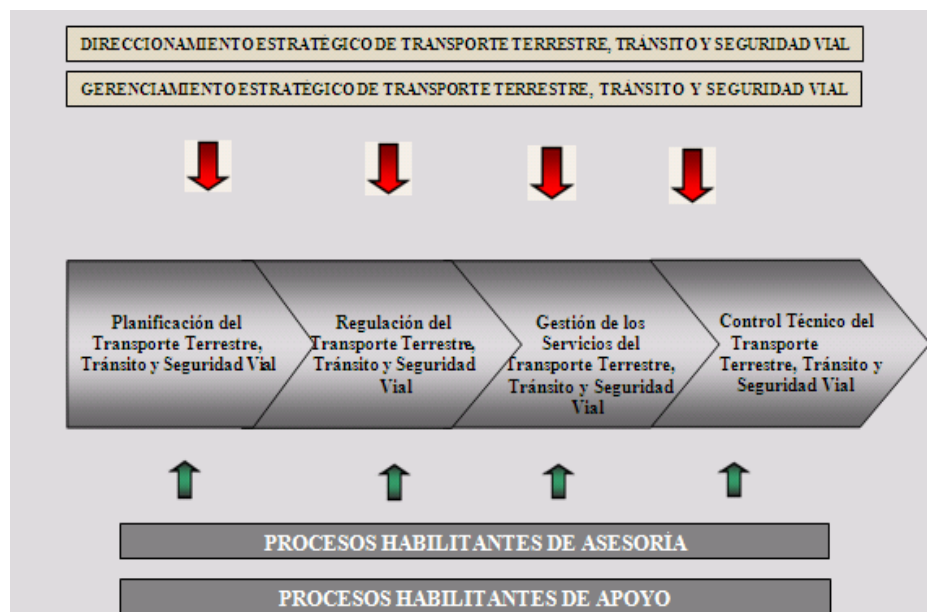 DIRECCIONAMIENTO ESTRATÉGICO DE TRANSPORTE TERRESTRE, TRÁNSITO Y SEGURIDAD VIAL
GERENCIAMIENTO ESTRATÉGICO DE TRANSPORTE TERRESTRE, TRÁNSITO Y SEGURIDAD VIAL
Planificación del
Transporte Terrestre,
Tránsito y Seguridad Vial
Regulación del
Transporte Terrestre,
Tránsito y Seguridad
Vial
Gestión de los
Servicios del
Transporte Terrestre,
Tránsito y Seguridad
Vial
Control Técnico del
Transporte
Terrestre, Tránsito y
Seguridad Vial
PROCESOS HABILITANTES DE ASESORÍA
PROCESOS HABILITANTES DE APOYO